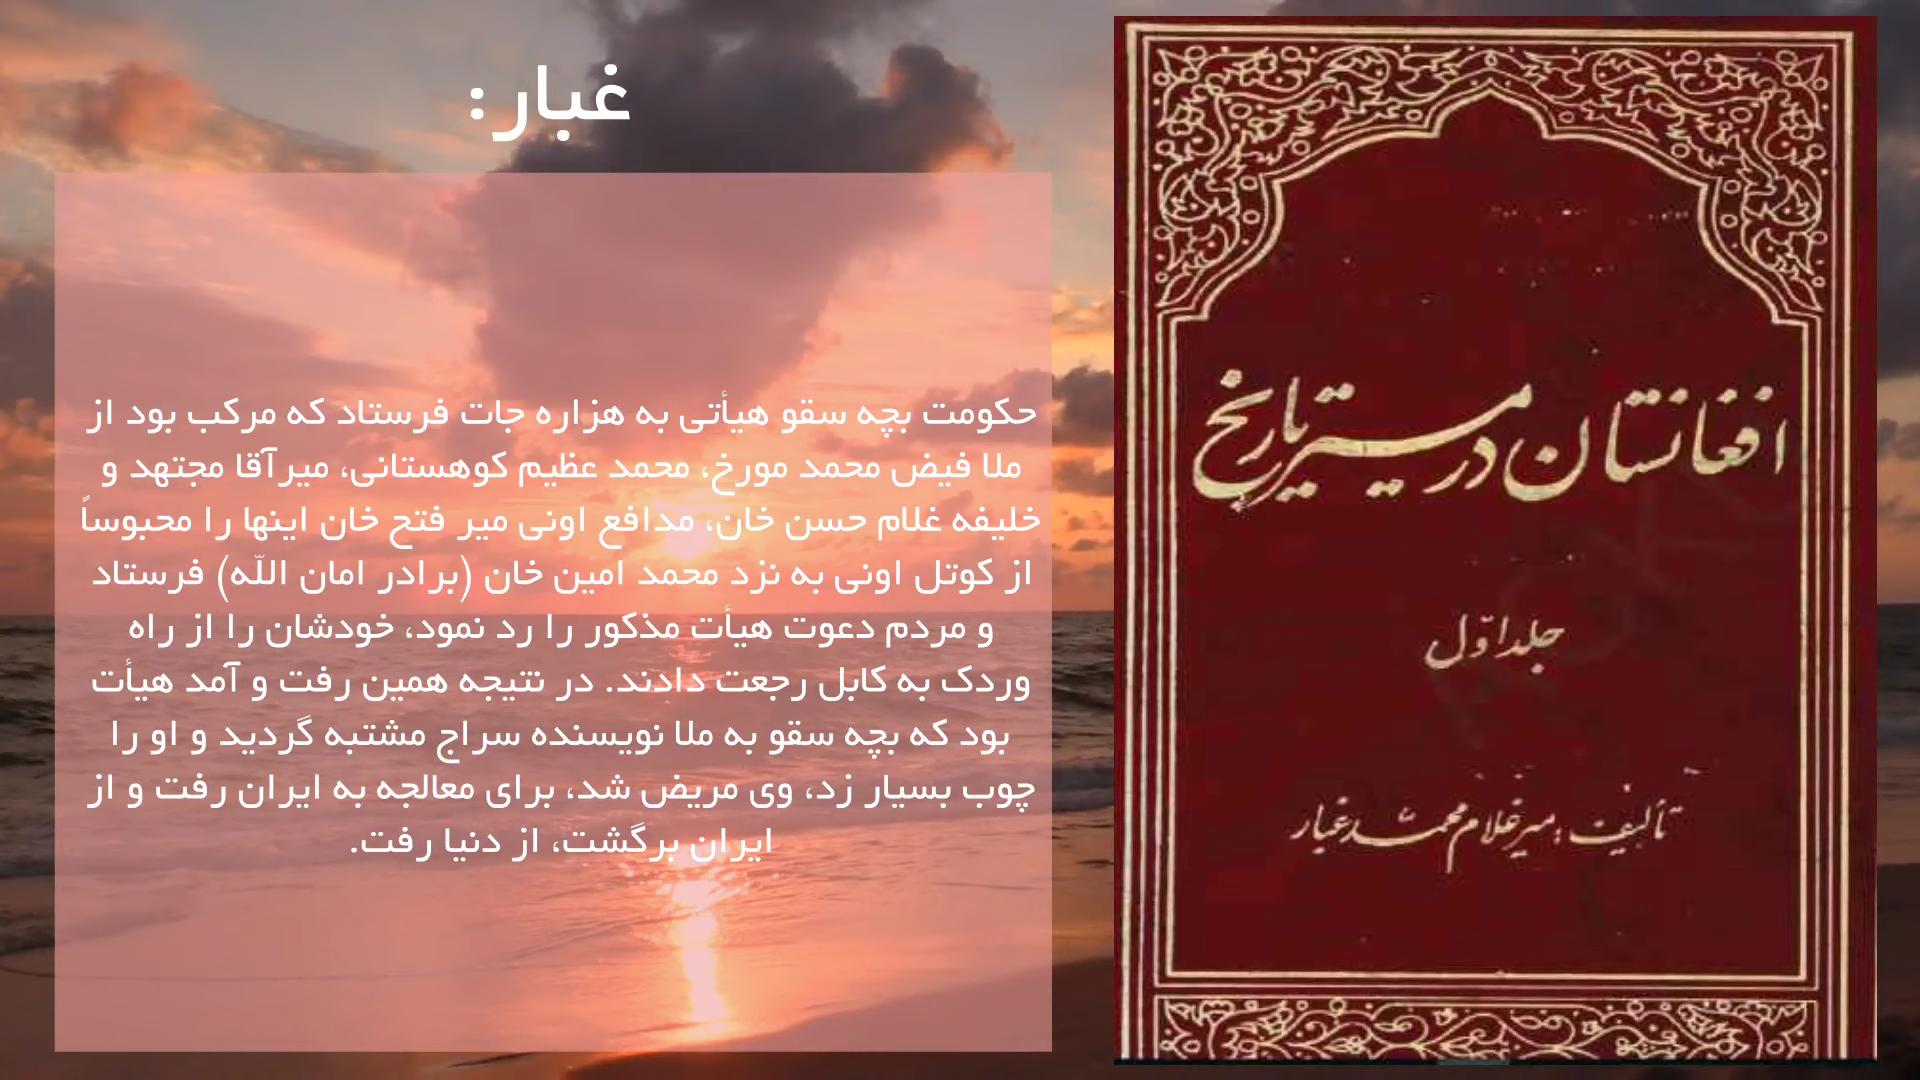 غبار:
حکومت بچه سقو هیأتی به هزاره جات فرستاد که مرکب بود از
ملا فیض محمد مورخ، محمد عظیم کوهستانی، میرآقا مجتهد و
خلیفه غلام حسن خان، مدافع اونی میر فتح خان اینها را محبوساً
از کوتل اونی به نزد محمد امین خان (برادر امان اللّه) فرستاد
و مردم دعوت هیأت مذکور را رد نمود، خودشان را از راه
وردک به کابل رجعت دادند. در نتیجه همین رفت و آمد هیأت
بود که بچه سقو به ملا نویسنده سراج مشتبه گردید و او را
چوب بسیار زد، وی مریض شد، برای معالجه به ایران رفت و از
ایران برگشت، از دنیا رفت.
افغانستان در مسیر تاریخ
جلد اوّل
تألیف: میر غلام محمّد غبار